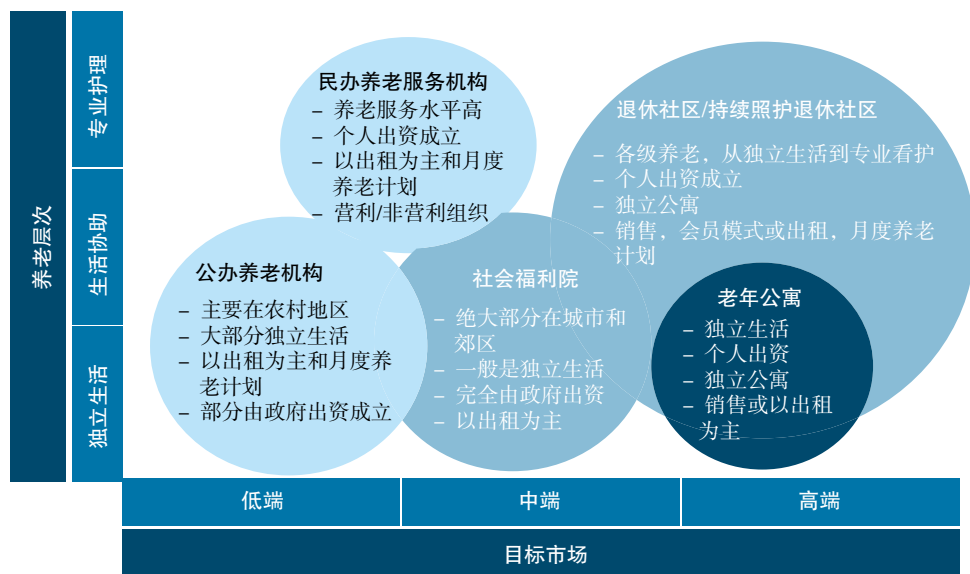 养老层次
专业护理
生活协助
独立生活
民办养老服务机构
– 养老服务水平高
– 个人出资成立
– 以出租为主和月度
养老计划
– 营利/非营利组织
退休社区/持续照护退休社区
– 各级养老，从独立生活到专业看护
– 个人出资成立
– 独立公寓
– 销售，会员模式或出租，月度养老
计划
公办养老机构
– 主要在农村地区
– 大部分独立生活
– 以出租为主和月度养
老计划
– 部分由政府出资成立
社会福利院
– 绝大部分在城市和
郊区
– 一般是独立生活
– 完全由政府出资
– 以出租为主
老年公寓
– 独立生活
– 个人出资
– 独立公寓
– 销售或以出租
为主
低端
中端
高端
目标市场